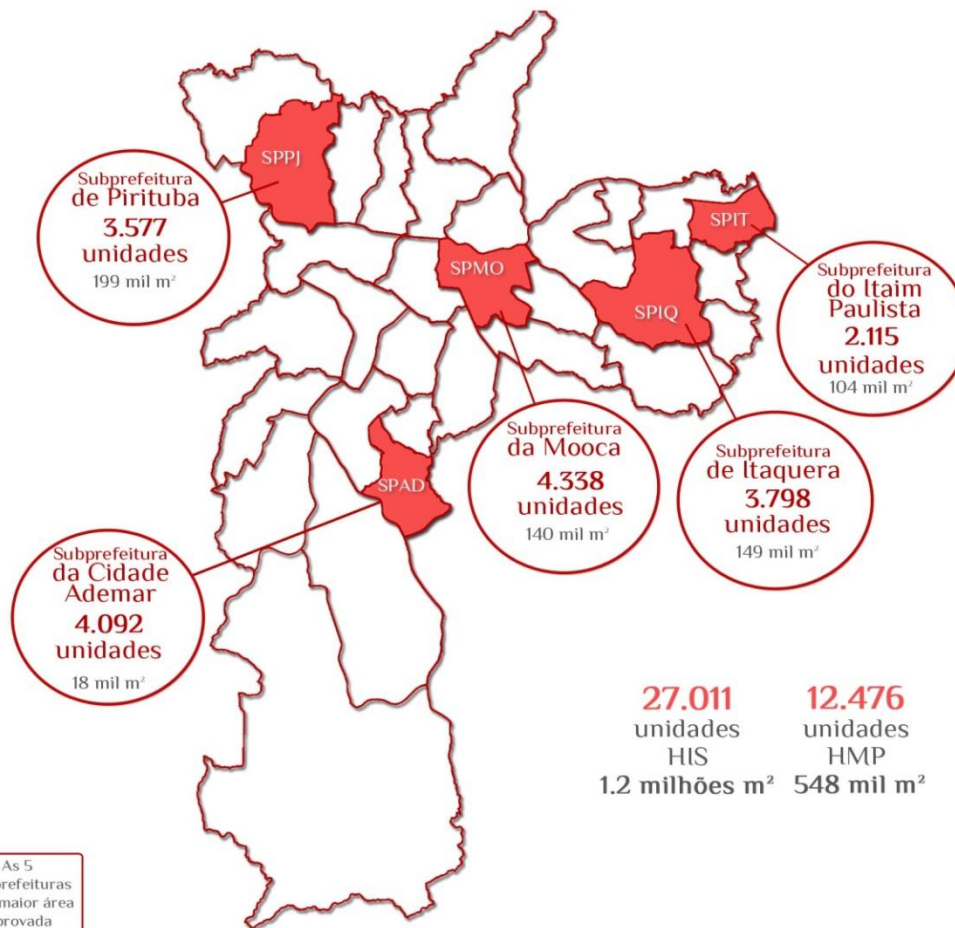 SPPJ
Subprefeitura
de Pirituba
3.577
unidades
199 mil m²
SPIT
Subprefeitura
do Itaim
Paulista
2.115
unidades
104 mil m²
SPMO
SPIQ
Subprefeitura
da Mooca
4.338
unidades
140 mil m²
Subprefeitura
de Itaquera
3.798
unidades
149 mil m²
SPAD
Subprefeitura
da Cidade
Ademar
4.092
unidades
18 mil m²
27.011
unidades
HIS
1.2 milhões m²
12.476
unidades
HMP
548 mil m²
As 5
refeituras
maior área
provada